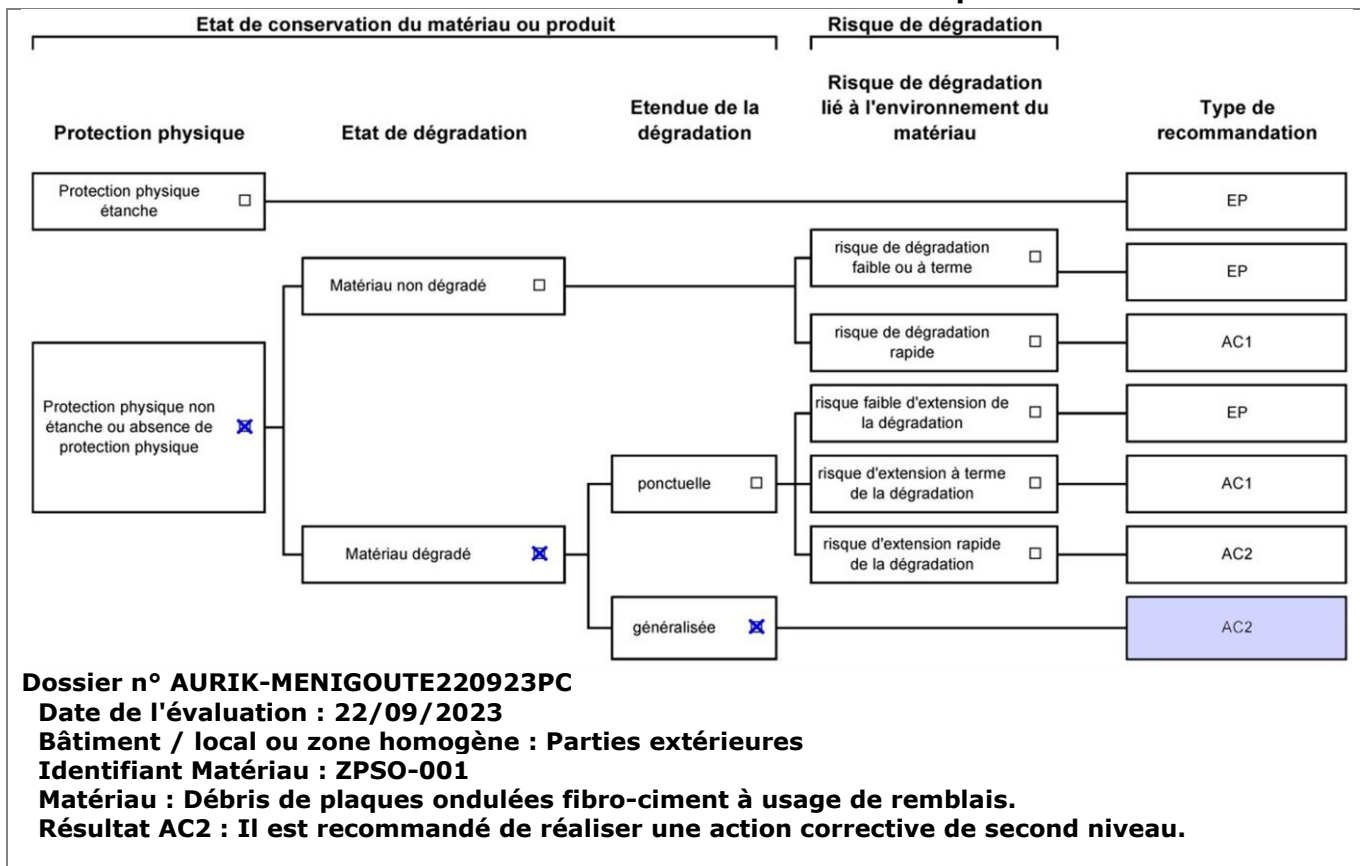 Etat de conservation du matériau ou produit
Risque de dégradation
Protection physique
Etat de dégradation
Etendue de la
dégradation
Risque de dégradation
lié à l'environnement du
matériau
Type de
recommandation
Protection physique
étanche
EP
risque de dégradation
faible ou à terme
EP
Matériau non dégradé
risque de dégradation
rapide
AC1
Protection physique non
étanche ou absence de
protection physique
risque faible d'extension de
la dégradation
EP
ponctuelle
risque d'extension à terme
de la dégradation
AC1
Matériau dégradé
risque d'extension rapide
de la dégradation
AC2
généralisée
AC2
Dossier n° AURIK-MENIGOUTE220923PC
Date de l'évaluation : 22/09/2023
Bâtiment / local ou zone homogène : Parties extérieures
Identifiant Matériau : ZPSO-001
Matériau : Débris de plaques ondulées fibro-ciment à usage de remblais.
Résultat AC2 : Il est recommandé de réaliser une action corrective de second niveau.